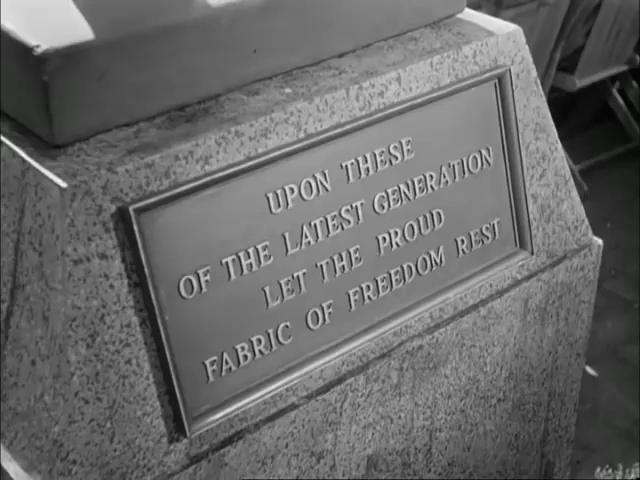 UPON THESE
OF THE LATEST GENERATION
LET THE PROUD
FABRIC OF FREEDOM REST